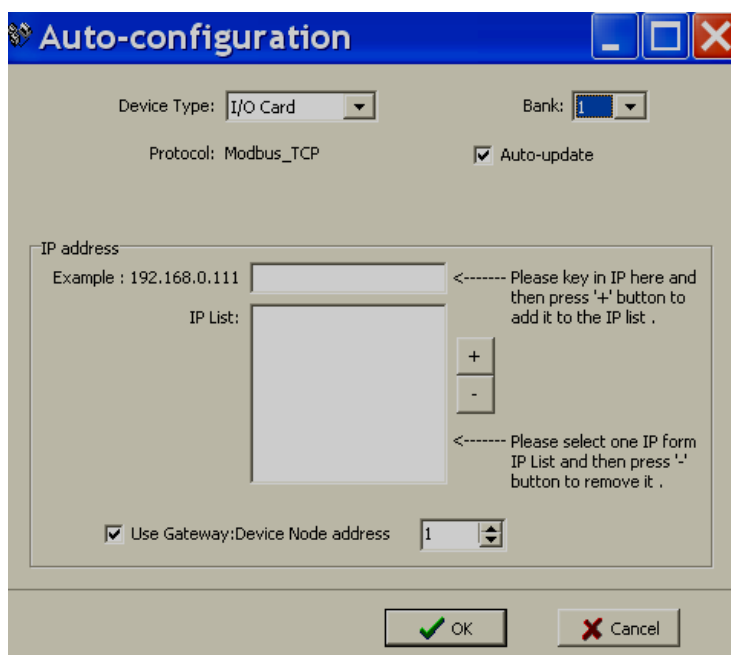 Auto-configuration
Device Type: I/O Card
Bank: 1
Protocol: Modbus_TCP
Auto-update
IP address
Example : 192.168.0.111
<------- Please key in IP here and
then press '+' button to
add it to the IP list .
IP List:
+
-
<------- Please select one IP form
IP List and then press '-'
button to remove it .
Use Gateway:Device Node address 1
OK
Cancel